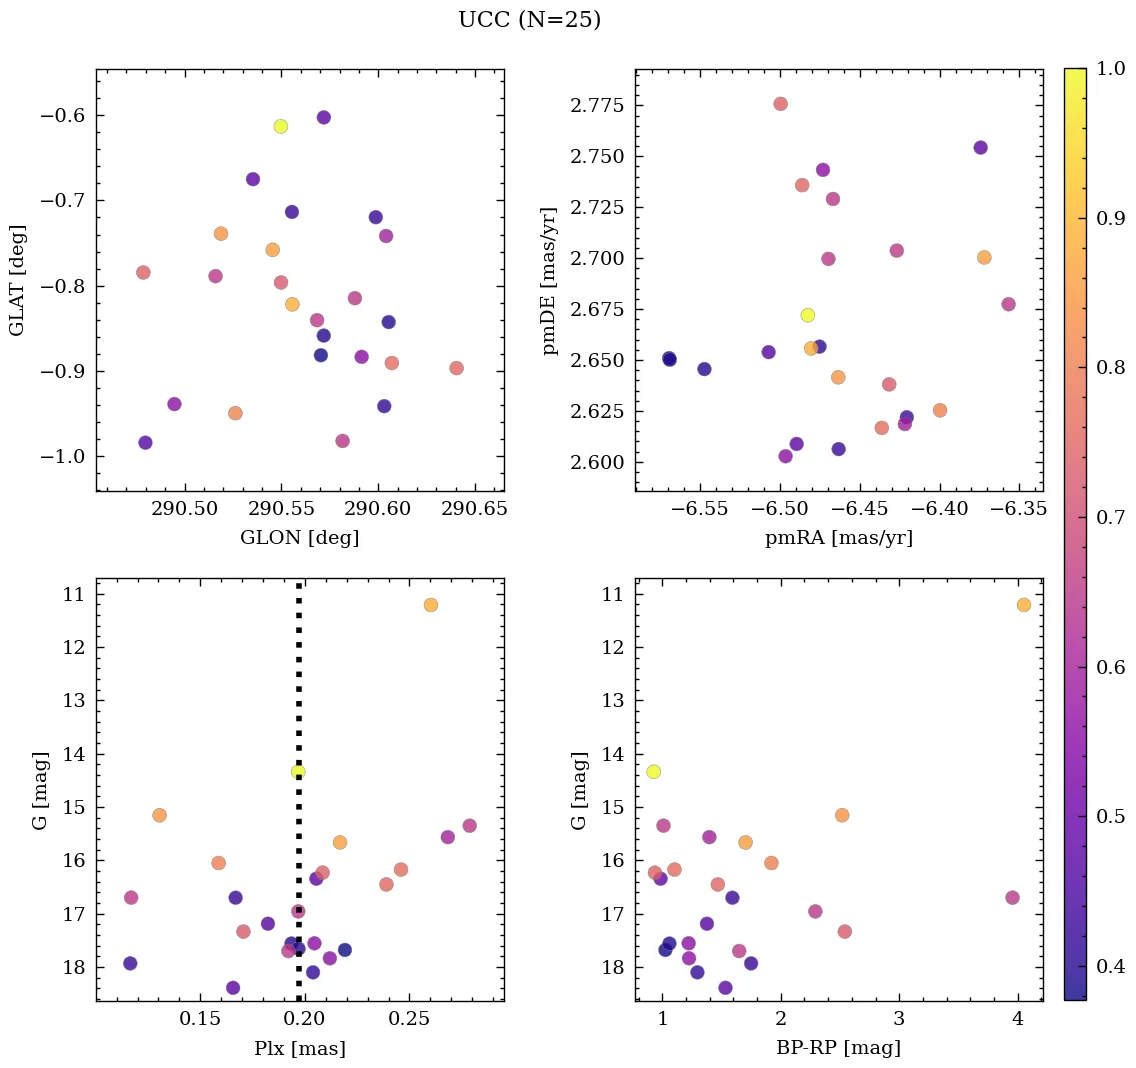 UCC (N=25)
−0.6
−0.7
−0.8
−0.9
−1.0
GLAT [deg]
290.50 290.55 290.60 290.65
GLON [deg]
2.775
2.750
2.725
2.700
2.675
2.650
2.625
2.600
pmDE [mas/yr]
−6.55 −6.50 −6.45 −6.40 −6.35
pmRA [mas/yr]
11
12
13
14
15
16
17
18
G [mag]
0.15 0.20 0.25
Plx [mas]
11
12
13
14
15
16
17
18
G [mag]
1 2 3 4
BP-RP [mag]
1.0
0.9
0.8
0.7
0.6
0.5
0.4